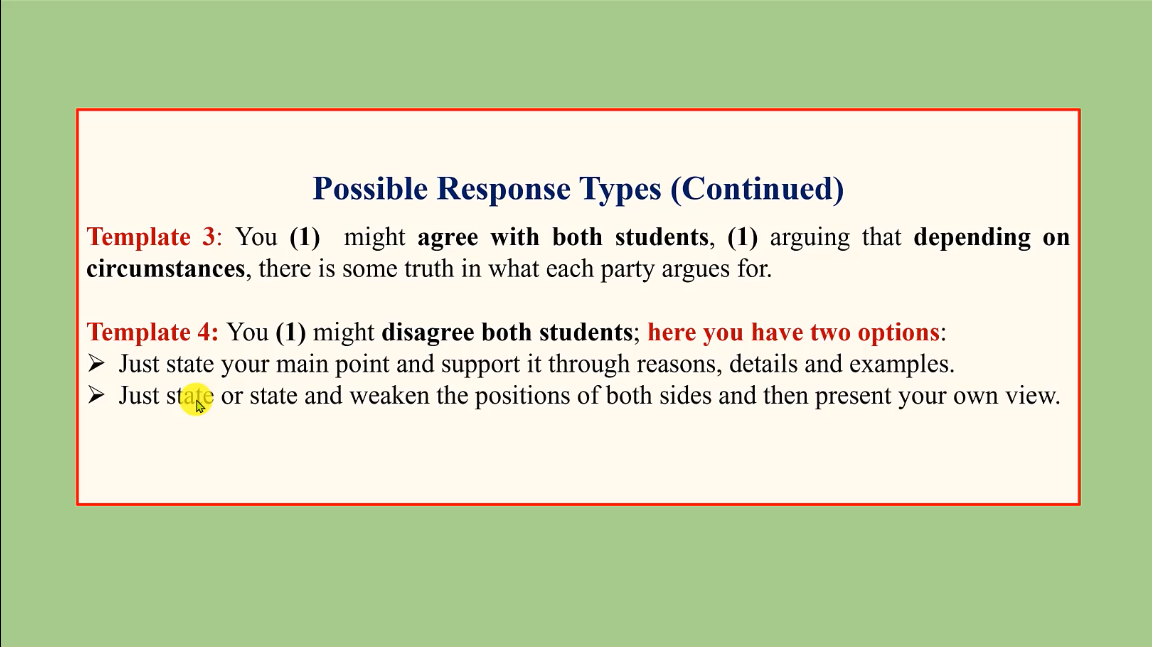 Possible Response Types (Continued)
Template 3: You (1) might agree with both students, (1) arguing that depending on
circumstances, there is some truth in what each party argues for.
Template 4: You (1) might disagree both students; here you have two options:
➢ Just state your main point and support it through reasons, details and examples.
➢ Just state or state and weaken the positions of both sides and then present your own view.